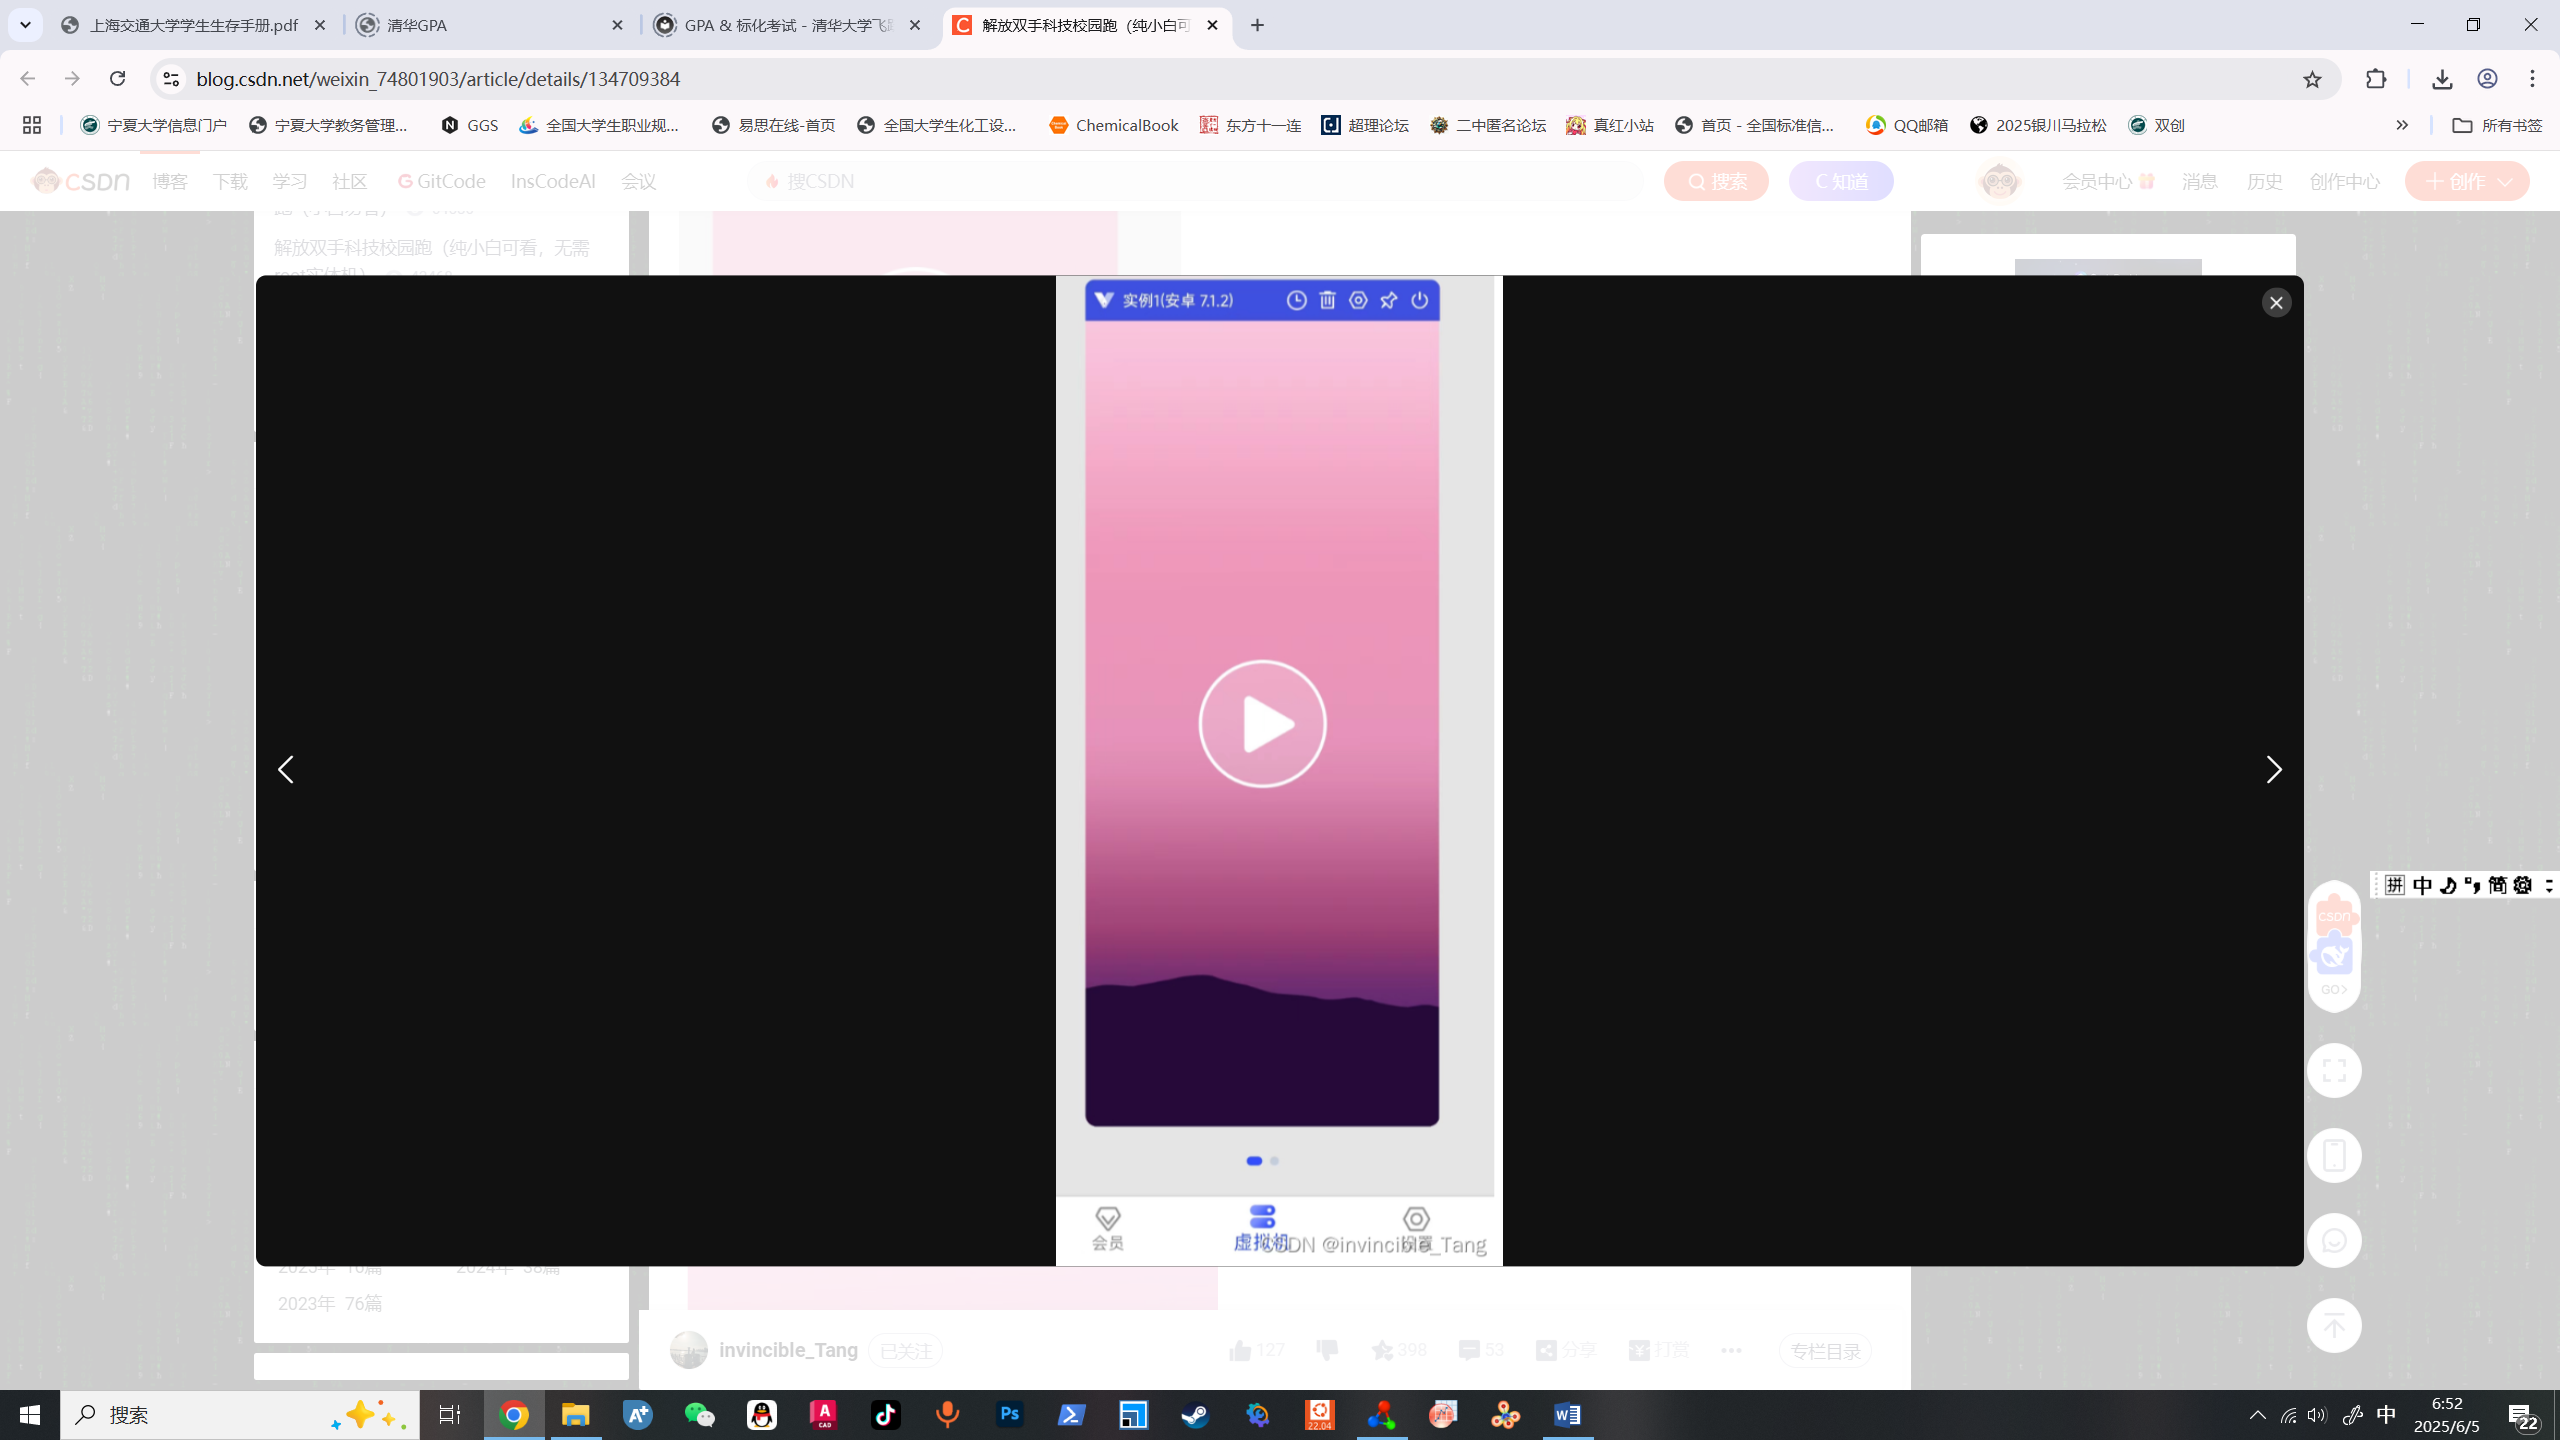 上海交通大学学生生存手册.pdf
清华GPA
GPA & 标化考试 - 清华大学飞
解放双手科技校园跑（纯小白可
blog.csdn.net/weixin_74801903/article/details/134709384
宁夏大学信息门户
宁夏大学教务管理...
GGS
全国大学生职业规...
易思在线-首页
全国大学生化工设...
ChemicalBook
东方十一连
超理论坛
二中匿名论坛
真红小站
首页 - 全国标准信...
QQ邮箱
2025银川马拉松
双创
所有书签
CSDN
博客
下载
学习
社区
GitCode
InsCodeAI
会议
搜CSDN
搜索
C 知道
会员中心
消息
历史
创作中心
创作
解放双手科技校园跑（纯小白可看，无需
实例1(安卓 7.1.2)
拼 中 简
CSDN
GO>
会员
虚拟机
设置
CSDN @invincible_Tang
2023年 76篇
invincible_Tang
已关注
127
398
53
分享
打赏
专栏目录
搜索
A+
A
CAD
Ps
22.04
中
6:52
2025/6/5
22